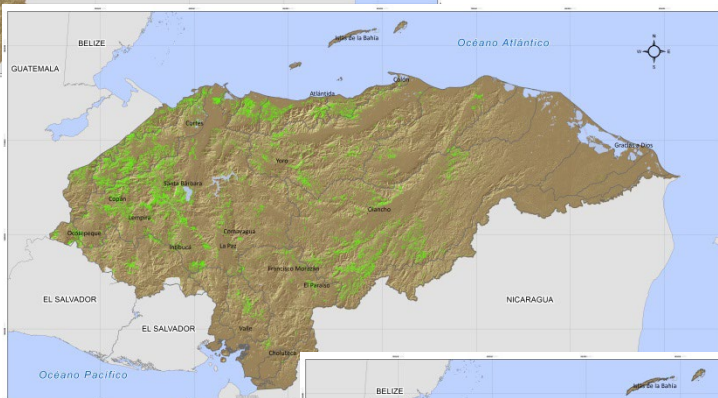 Islas de la Bahía
Océano Atlántico
BELIZE
GUATEMALA
N
Colón
Atlántida
Cortés
Gracias a Dios
Yoro
Santa Bárbara
Copán
Olancho
Lempira
Ocotepeque
Comayagua
Intibucá
La Paz
Francisco Morazán
El Paraíso
EL SALVADOR
NICARAGUA
EL SALVADOR
Valle
Choluteca
Océano Pacífico
BELIZE
Islas de la Bahía